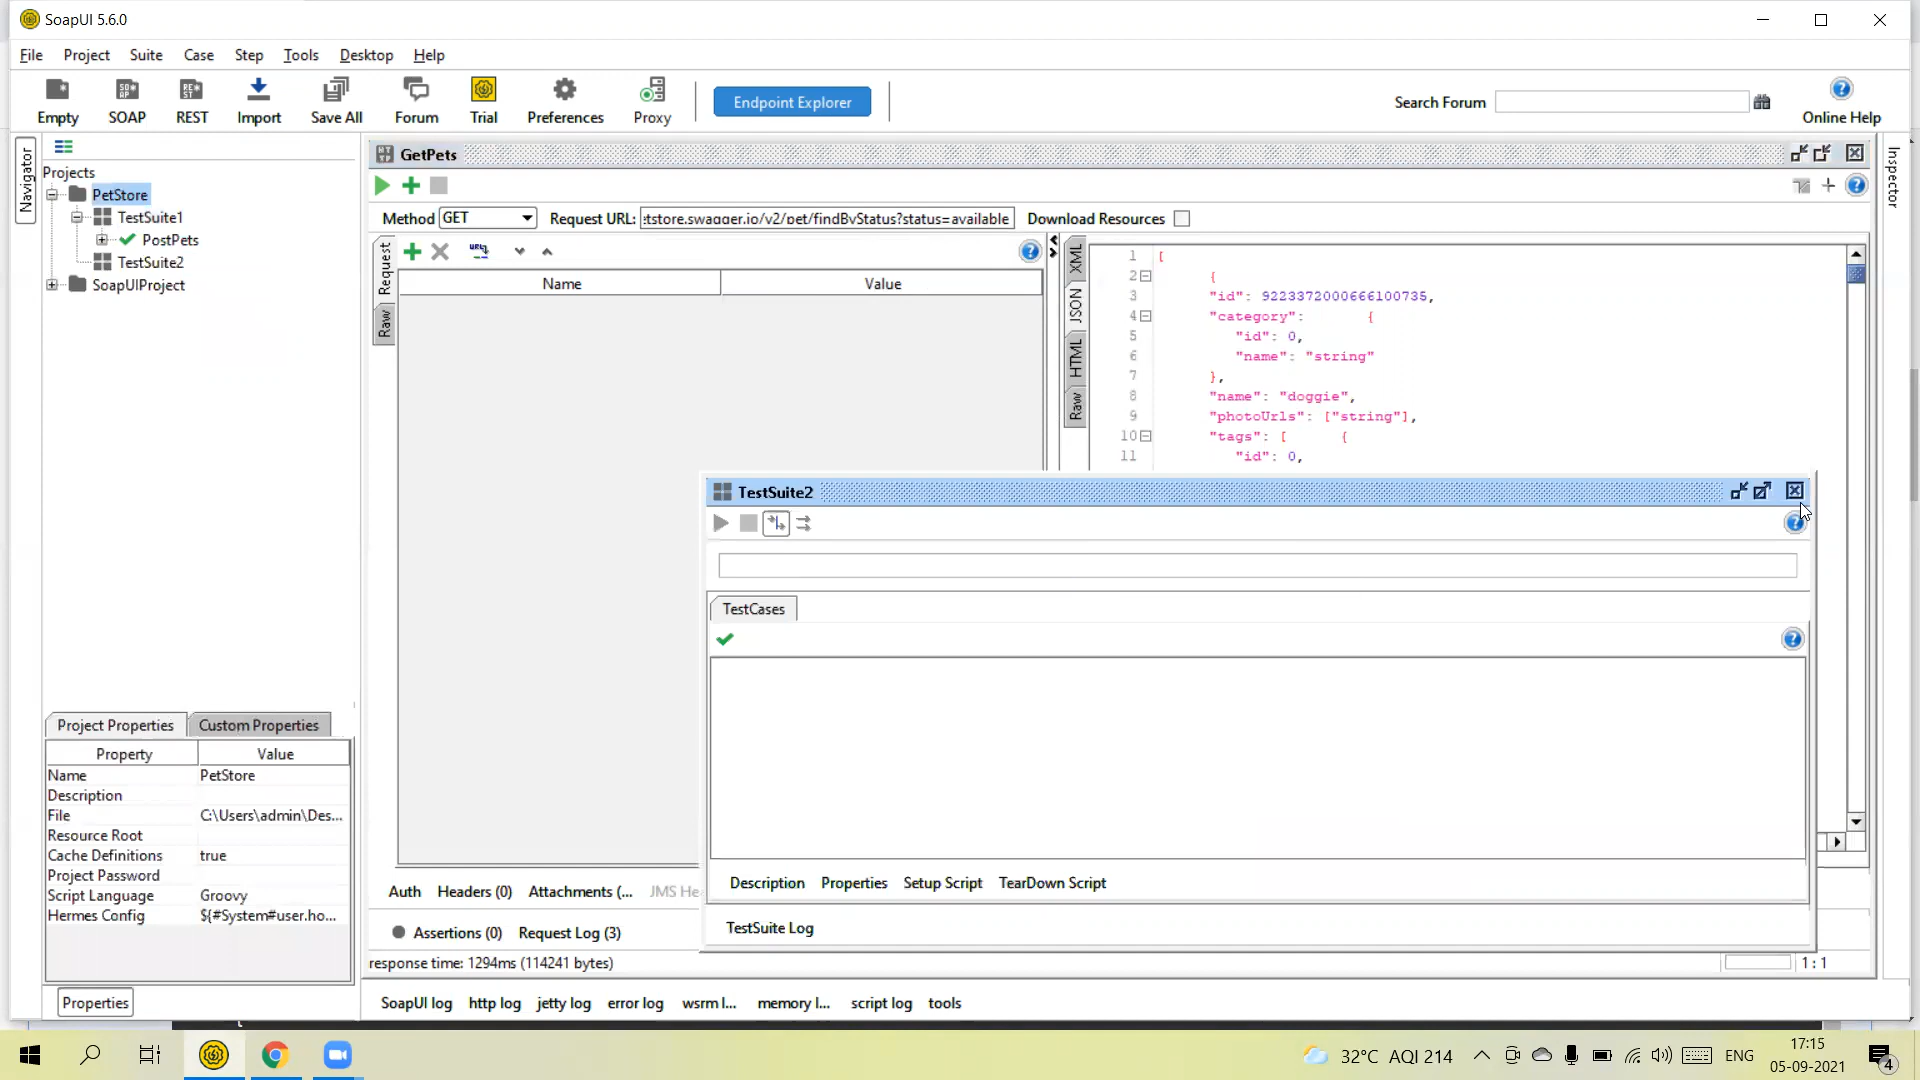 SoapUI 5.6.0
File Project Suite Case Step Tools Desktop Help
Empty SOAP REST Import Save All Forum Trial Preferences Proxy Endpoint Explorer Search Forum Online Help
Navigator
Projects
PetStore
TestSuite1
PostPets
TestSuite2
SoapUIProject
GetPets
Method GET Request URL: :tstore.swagger.io/v2/pet/findByStatus?status=available Download Resources
Request
Raw
Name Value
XML
JSON
HTML
Raw
Inspector
1 [
2 {
3 "id": 9223372000666100735,
4 "category": {
5 "id": 0,
6 "name": "string"
7 },
8 "name": "doggie",
9 "photoUrls": ["string"],
10 "tags": [ {
11 "id": 0,
TestSuite2
TestCases
Description Properties Setup Script TearDown Script
TestSuite Log
Project Properties Custom Properties
Property Value
Name PetStore
Description
File C:\Users\admin\Des...
Resource Root
Cache Definitions true
Project Password
Script Language Groovy
Hermes Config ${#System#user.ho...
Properties
Auth Headers (0) Attachments (... JMS He
Assertions (0) Request Log (3)
response time: 1294ms (114241 bytes)
1 : 1
SoapUI log http log jetty log error log wsrm l... memory l... script log tools
32°C AQI 214 ENG
17:15
05-09-2021
4